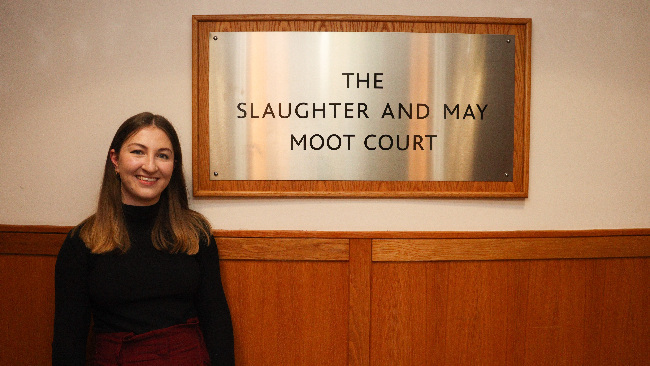 THE
SLAUGHTER AND MAY
MOOT COURT